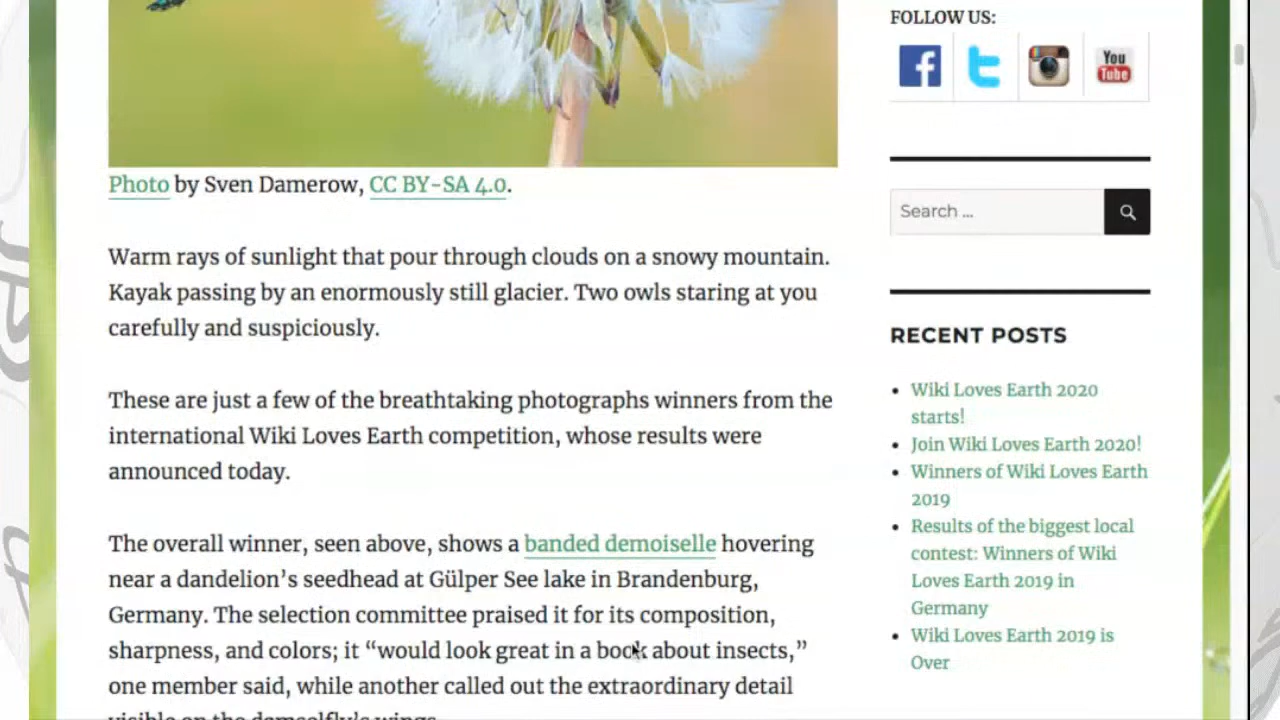 Photo by Sven Damerow, CC BY-SA 4.0.
Warm rays of sunlight that pour through clouds on a snowy mountain.
Kayak passing by an enormously still glacier. Two owls staring at you
carefully and suspiciously.
These are just a few of the breathtaking photographs winners from the
international Wiki Loves Earth competition, whose results were
announced today.
The overall winner, seen above, shows a banded demoiselle hovering
near a dandelion’s seedhead at Gülper See lake in Brandenburg,
Germany. The selection committee praised it for its composition,
sharpness, and colors; it “would look great in a book about insects,”
one member said, while another called out the extraordinary detail
visible on the damselfly’s wings.
FOLLOW US:
You
Tube
Search ...
RECENT POSTS
Wiki Loves Earth 2020
starts!
Join Wiki Loves Earth 2020!
Winners of Wiki Loves Earth
2019
Results of the biggest local
contest: Winners of Wiki
Loves Earth 2019 in
Germany
Wiki Loves Earth 2019 is
Over